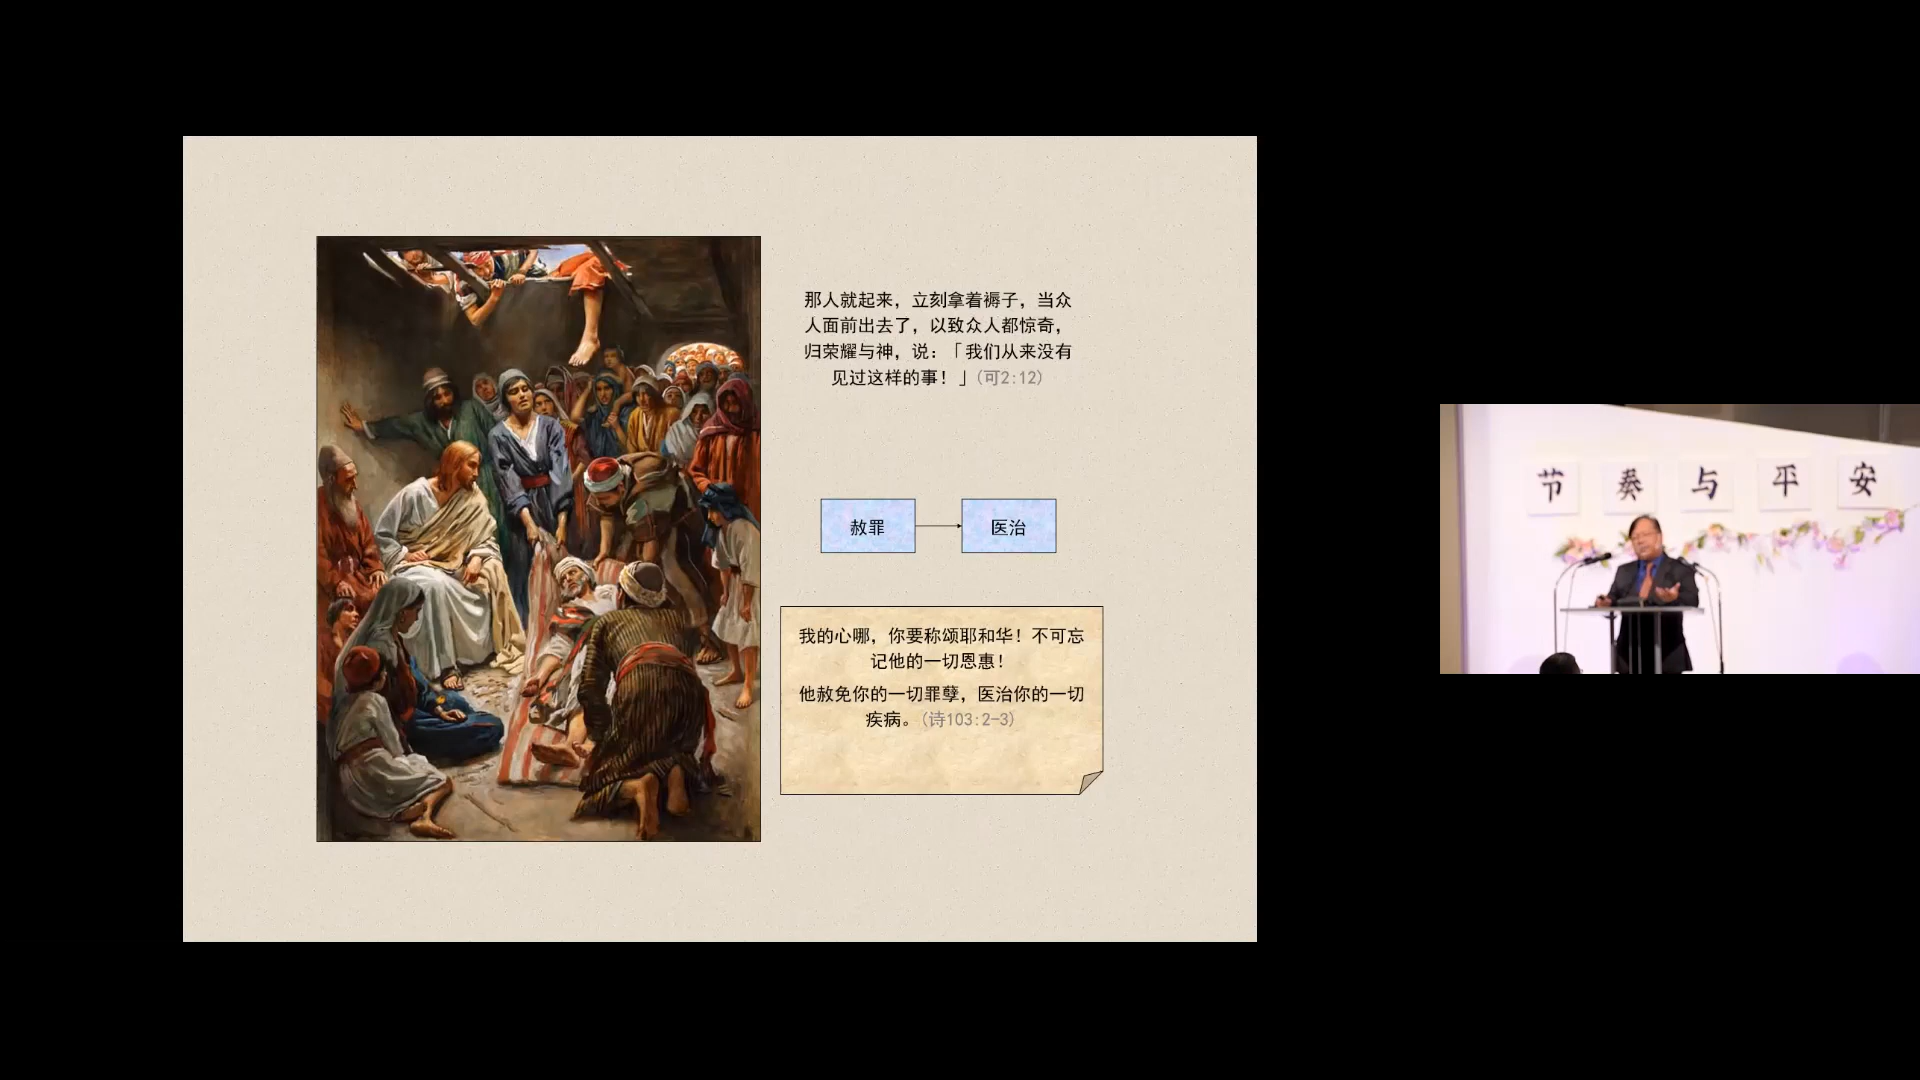 那人就起来，立刻拿着褥子，当众
人面前出去了，以致众人都惊奇，
归荣耀与神，说：「我们从来没有
见过这样的事！」(可2:12)
赦罪
医治
我的心哪，你要称颂耶和华！不可忘
记他的一切恩惠！
他赦免你的一切罪孽，医治你的一切
疾病。(诗103:2-3)
节奏与平安